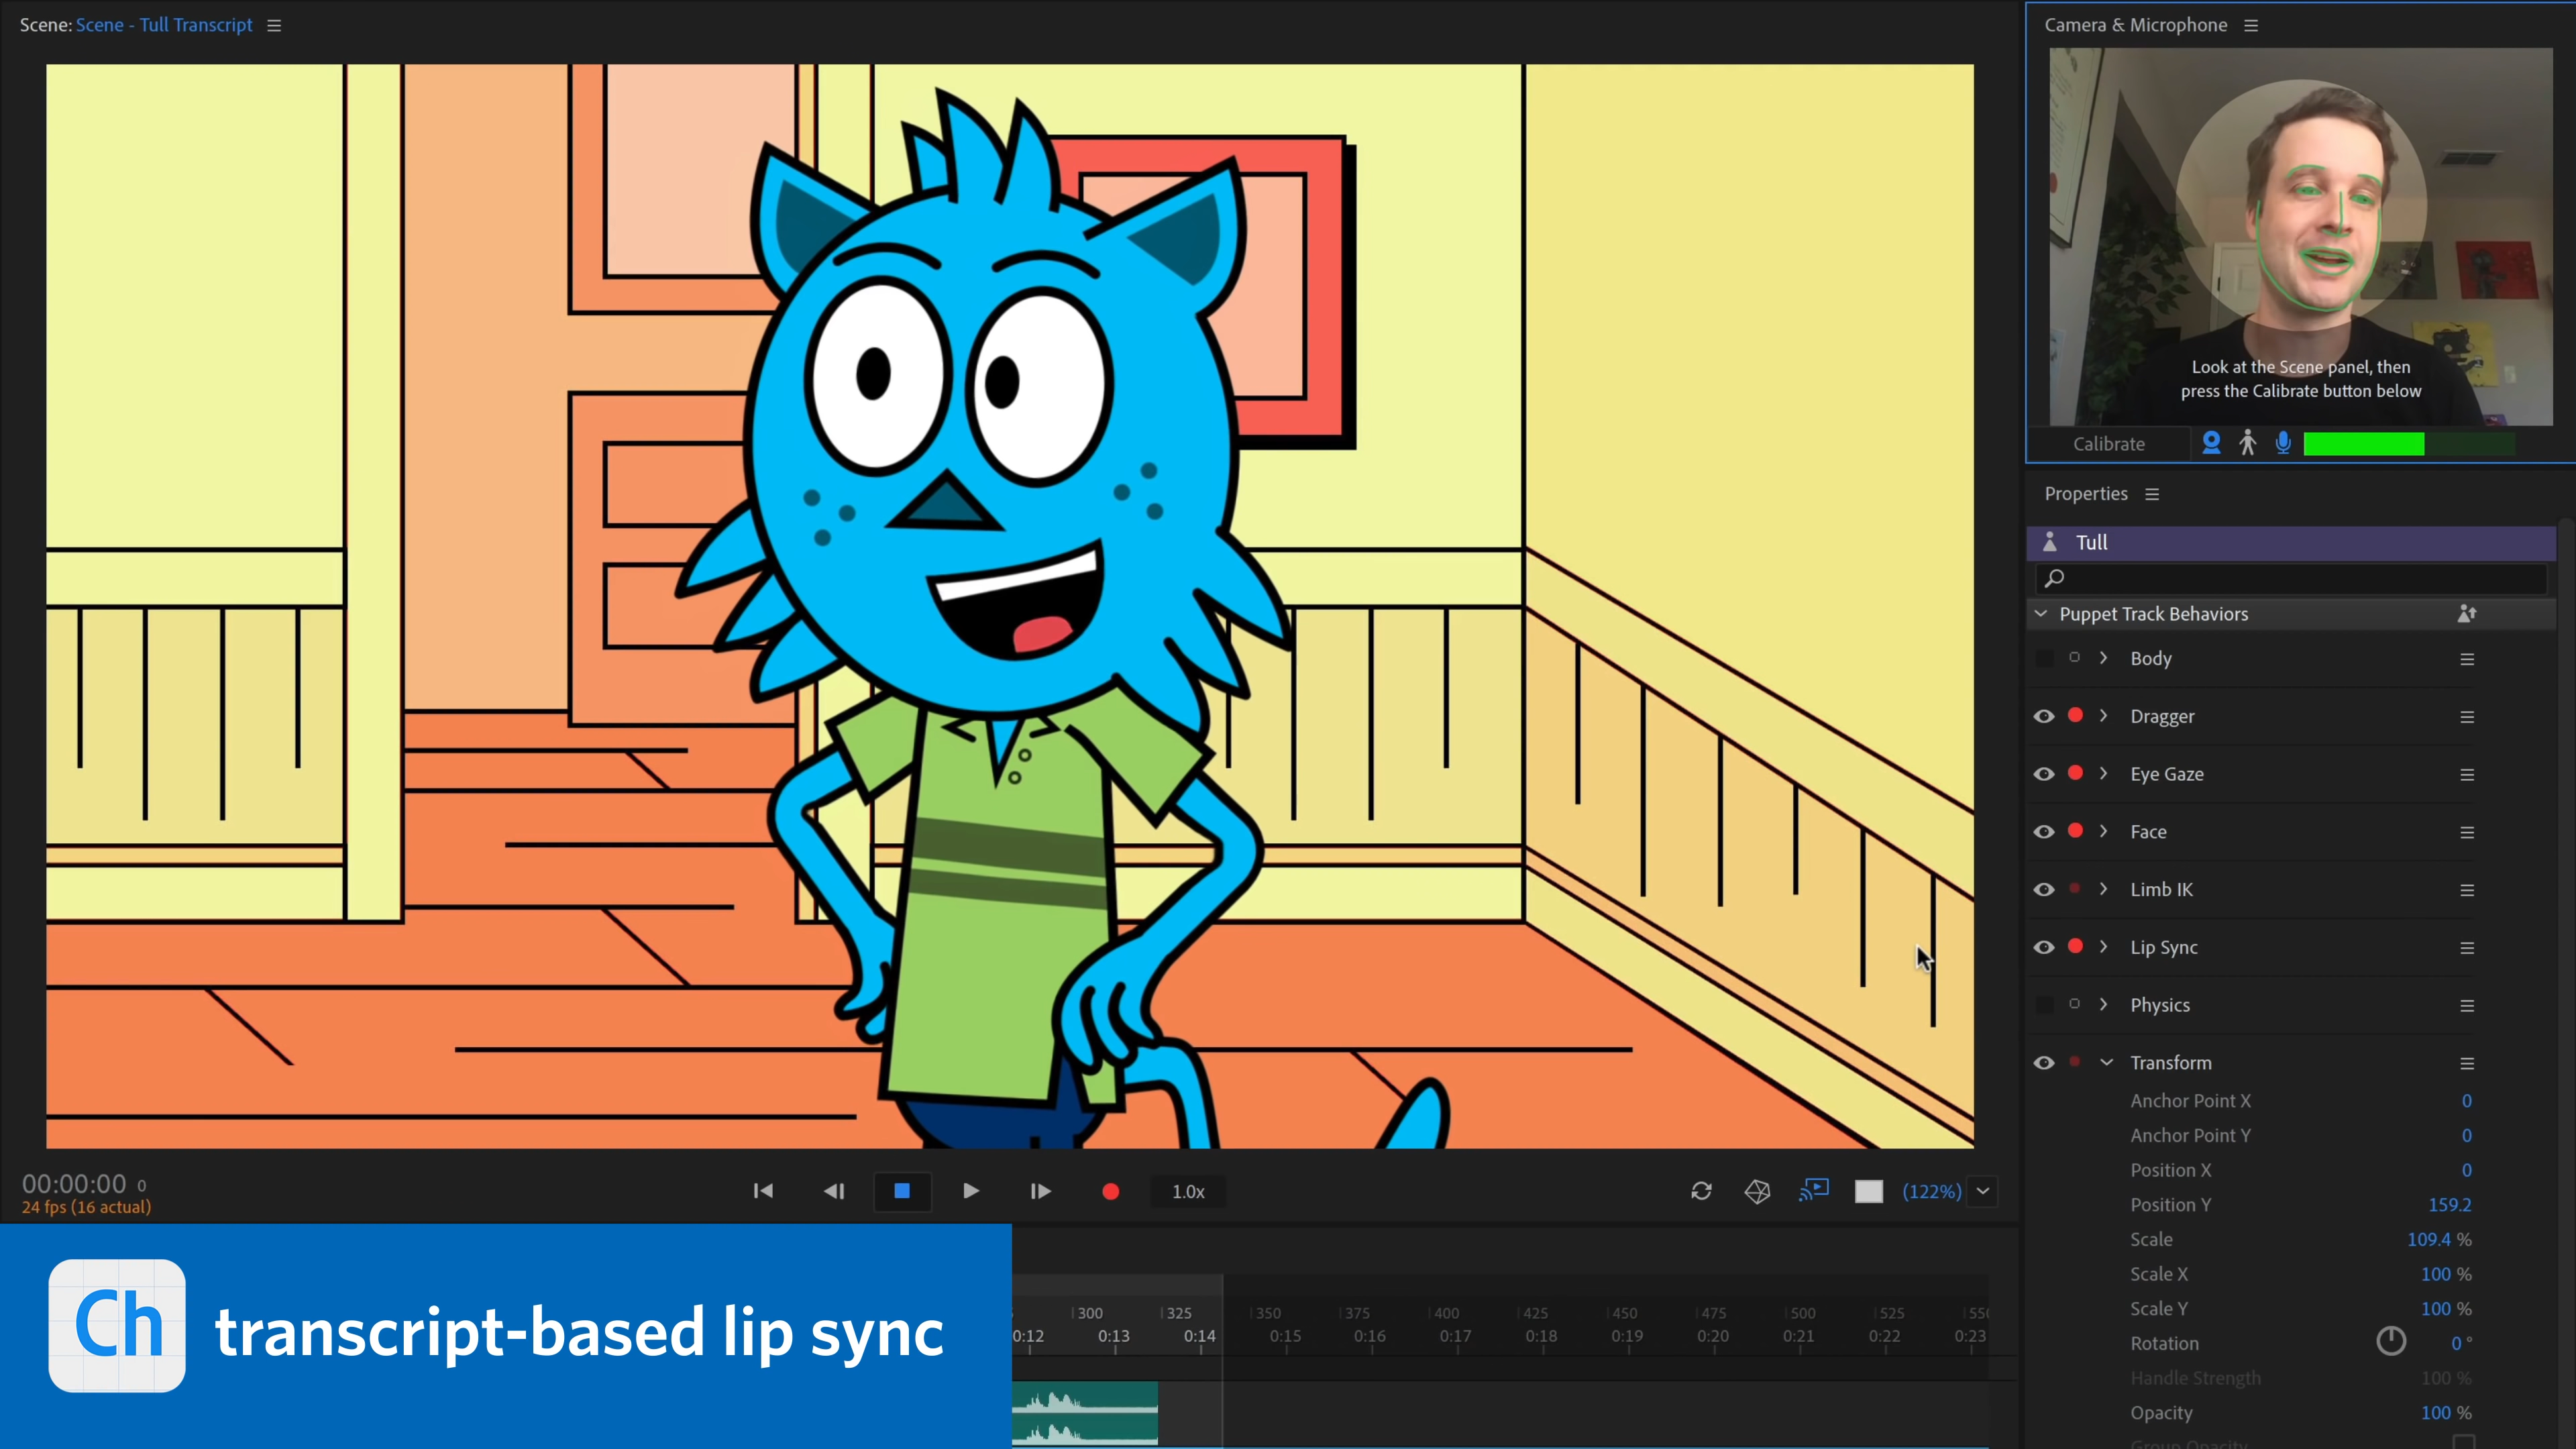 Scene: Scene - Tull Transcript
Camera & Microphone
Look at the Scene panel, then
press the Calibrate button below
Calibrate
Properties
Tull
Puppet Track Behaviors
Body
Dragger
Eye Gaze
Face
Limb IK
Lip Sync
Physics
Transform
Anchor Point X 0
Anchor Point Y 0
Position X 0
Position Y 159.2
Scale 109.4 %
Scale X 100 %
Scale Y 100 %
Rotation 0 °
Handle Strength 100 %
Opacity 100 %
Group Opacity
00:00:00 0
24 fps (16 actual)
1.0x
(122%)
Ch transcript-based lip sync
300 325 350 375 400 425 450 475 500 525
0:12 0:13 0:14 0:15 0:16 0:17 0:18 0:19 0:20 0:21 0:22 0:23